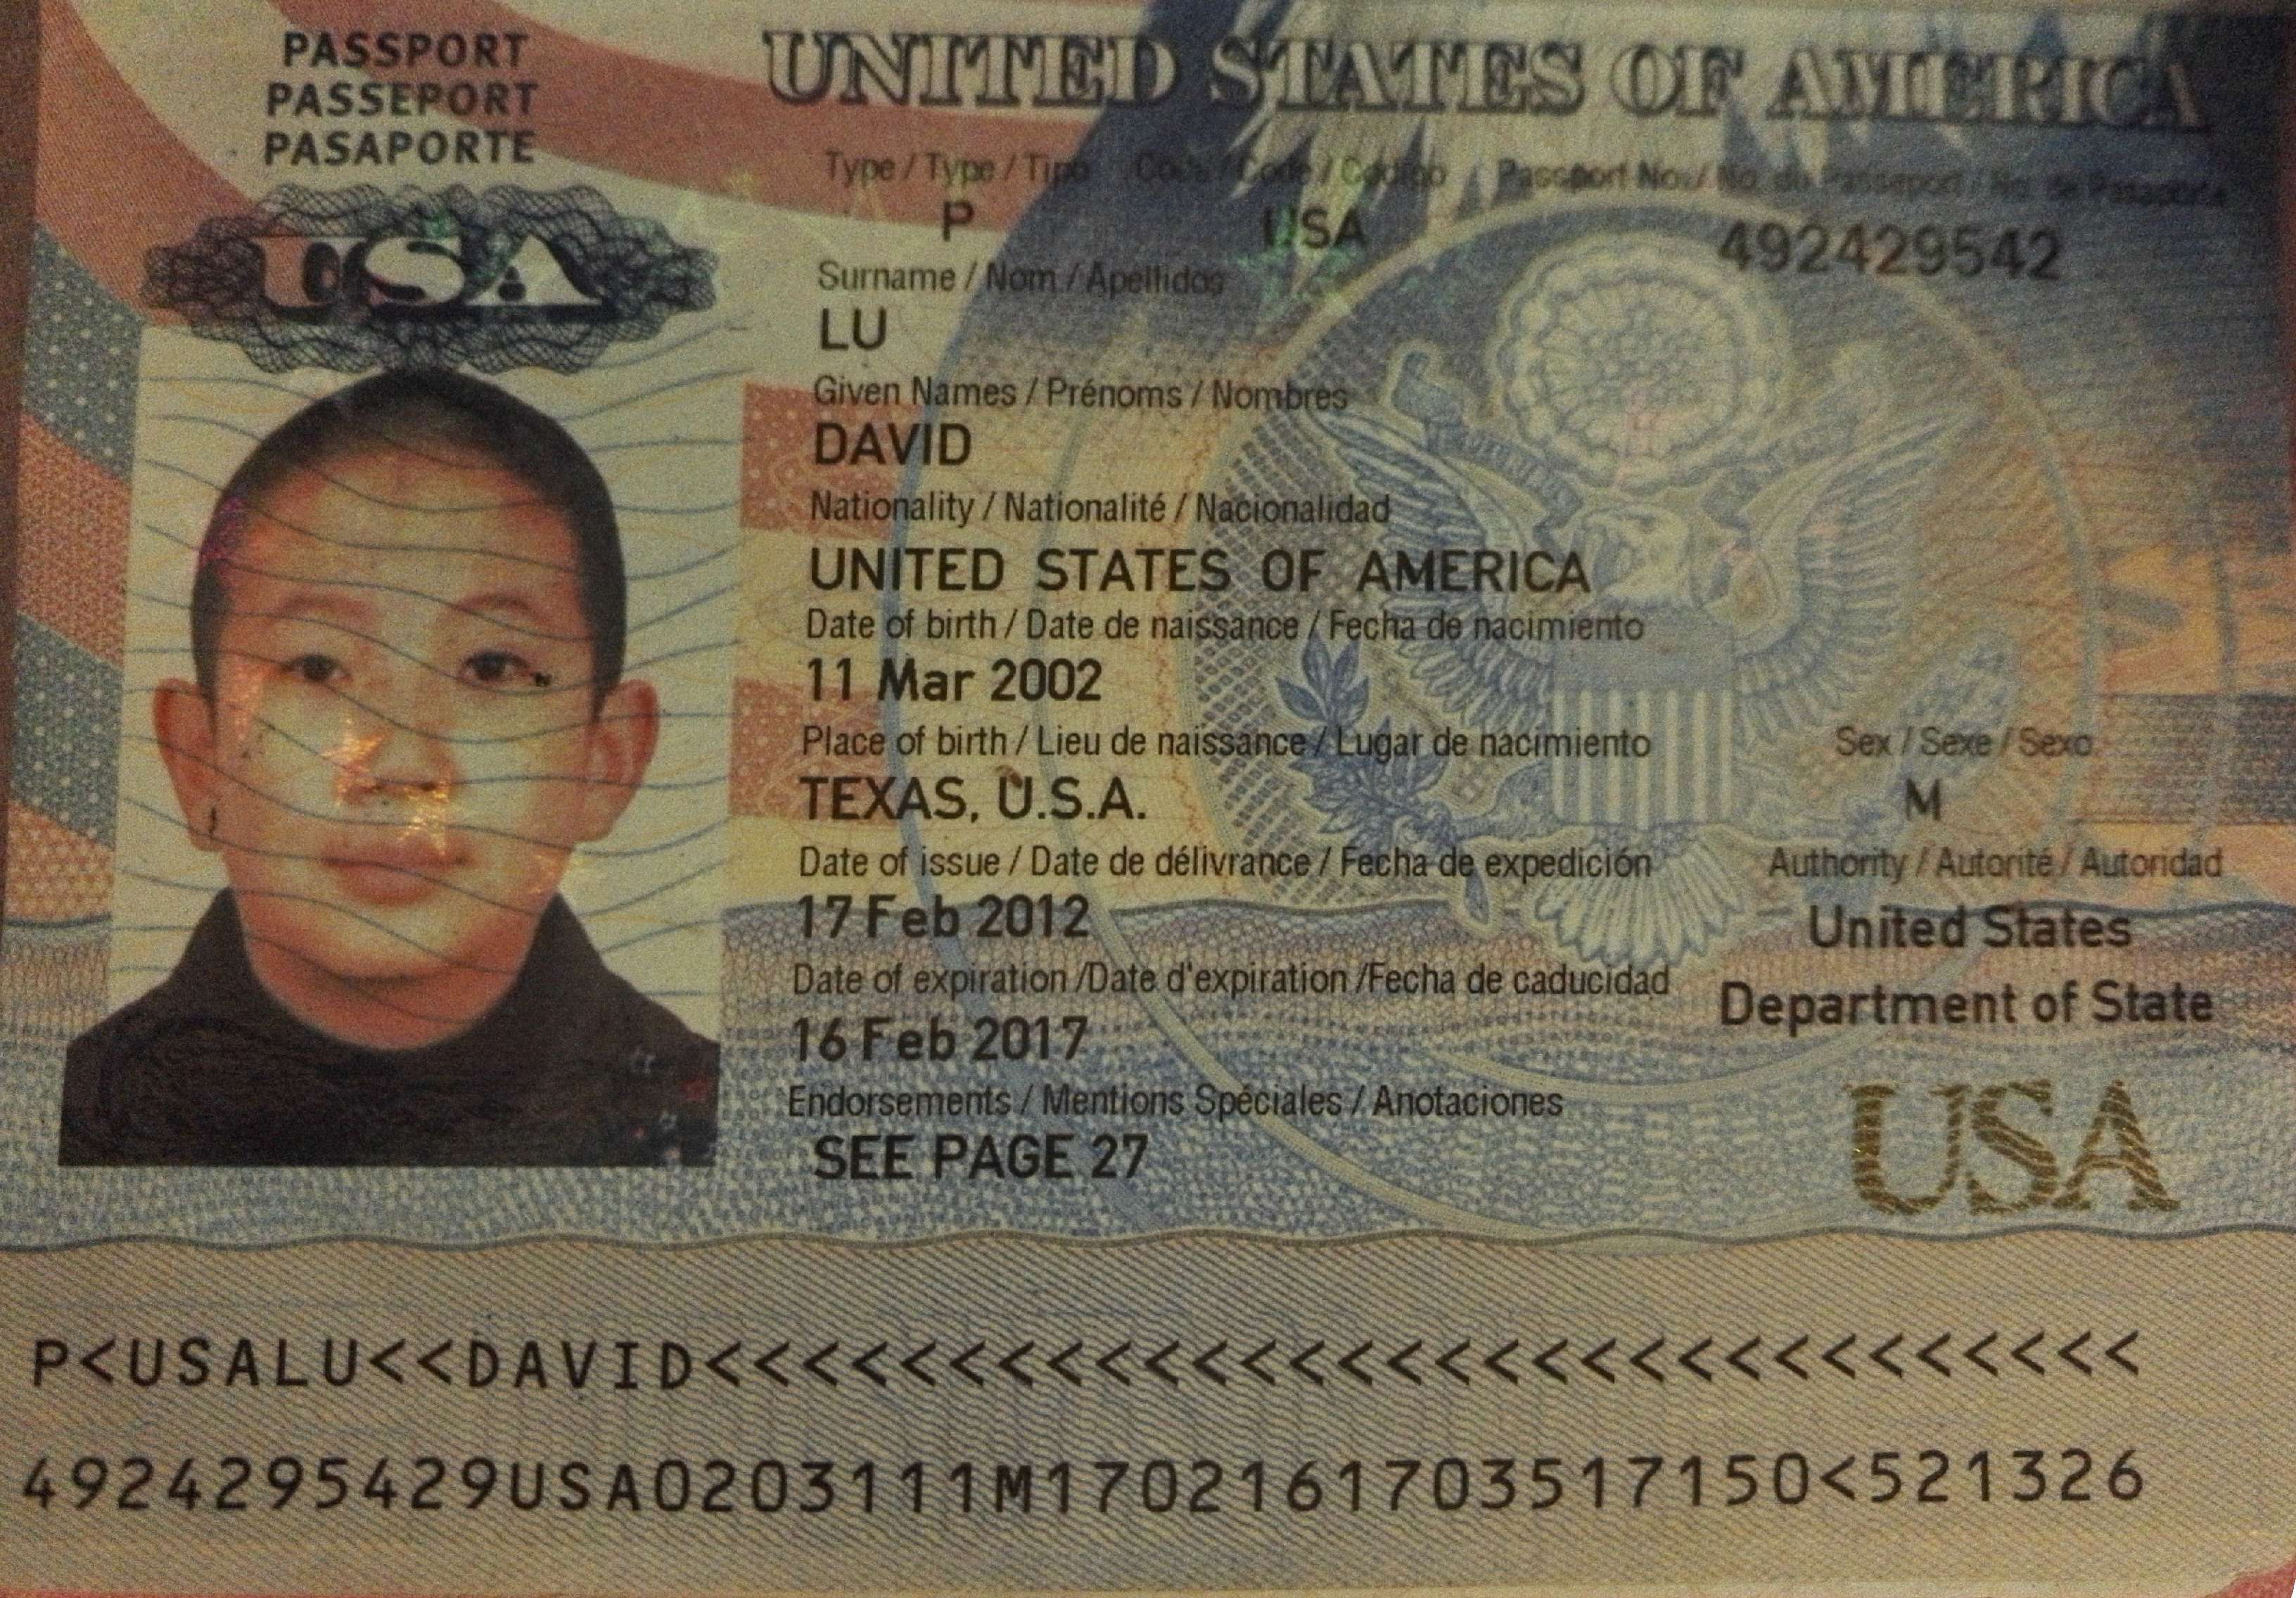 PASSPORT
PASSEPORT
PASAPORTE
USA
UNITED STATES OF AMERICA
Type / Type / Tipo Code / Code / Código Passport No. / No. du Passeport / No. de Pasaporte
P USA 492429542
Surname / Nom / Apellidos
LU
Given Names / Prénoms / Nombres
DAVID
Nationality / Nationalité / Nacionalidad
UNITED STATES OF AMERICA
Date of birth / Date de naissance / Fecha de nacimiento
11 Mar 2002
Place of birth / Lieu de naissance / Lugar de nacimiento Sex / Sexe / Sexo
TEXAS, U.S.A. M
Date of issue / Date de délivrance / Fecha de expedición Authority / Autorité / Autoridad
17 Feb 2012 United States
Date of expiration /Date d'expiration /Fecha de caducidad Department of State
16 Feb 2017
Endorsements / Mentions Spéciales / Anotaciones
SEE PAGE 27 USA
P<USALU<<DAVID<<<<<<<<<<<<<<<<<<<<<<<<<<<<<<
4924295429USA0203111M1702161703517150<521326